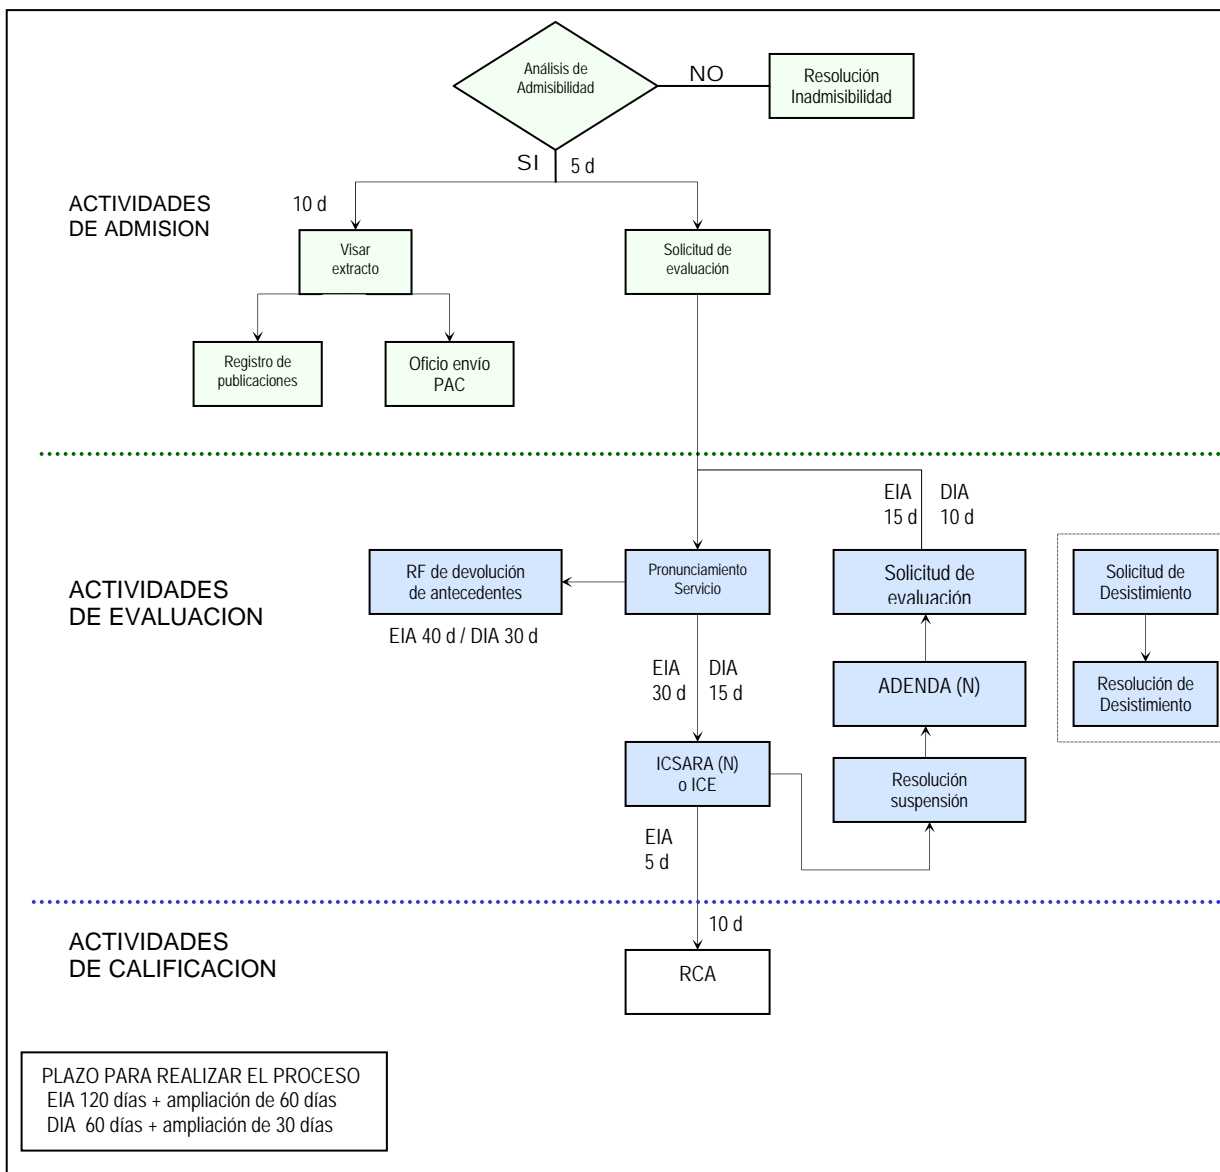 Análisis de
Admisibilidad
NO
Resolución
Inadmisibilidad
SI
5 d
ACTIVIDADES
DE ADMISION
10 d
Visar
extracto
Solicitud de
evaluación
Registro de
publicaciones
Oficio envío
PAC
EIA
15 d
DIA
10 d
ACTIVIDADES
DE EVALUACION
RF de devolución
de antecedentes
EIA 40 d / DIA 30 d
Pronunciamiento
Servicio
Solicitud de
evaluación
Solicitud de
Desistimiento
EIA
30 d
DIA
15 d
ADENDA (N)
Resolución de
Desistimiento
ICSARA (N)
o ICE
Resolución
suspensión
EIA
5 d
ACTIVIDADES
DE CALIFICACION
10 d
RCA
PLAZO PARA REALIZAR EL PROCESO
EIA 120 días + ampliación de 60 días
DIA 60 días + ampliación de 30 días